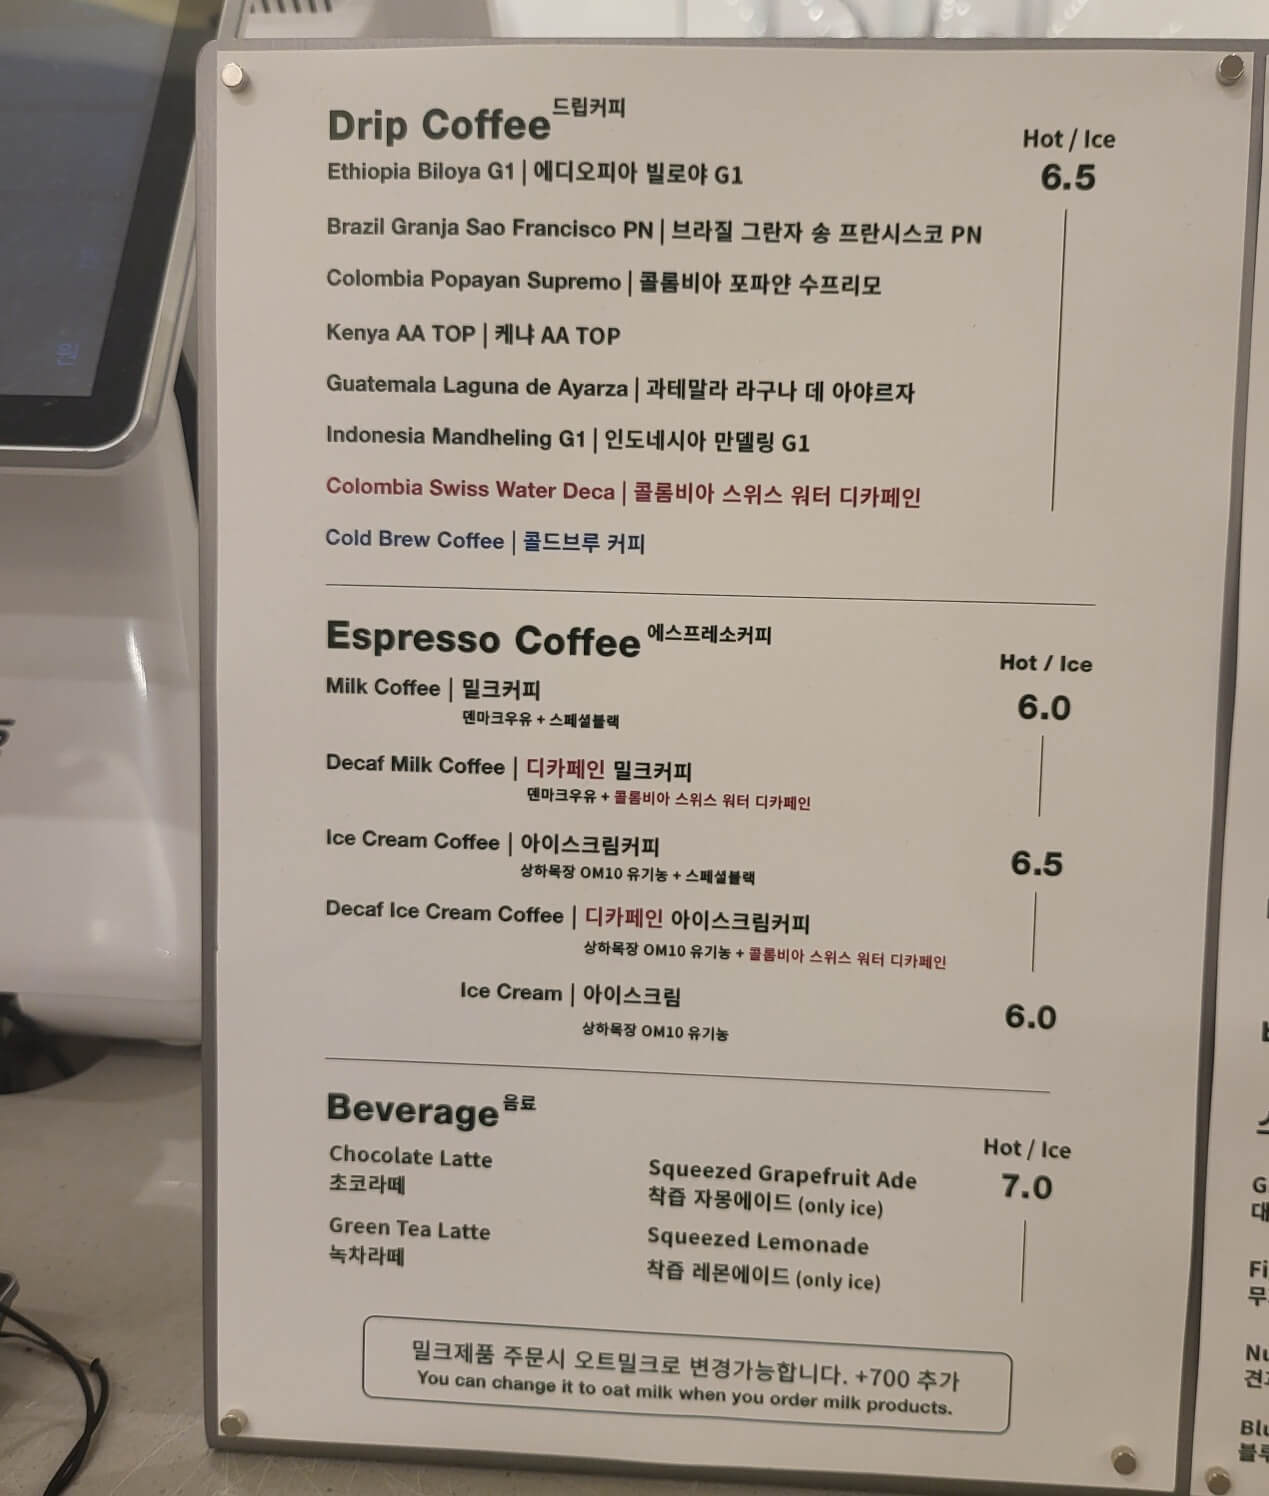 Drip Coffee 드립커피
Hot / Ice
Ethiopia Biloya G1 | 에디오피아 빌로야 G1
6.5
Brazil Granja Sao Francisco PN | 브라질 그란자 송 프란시스코 PN
Colombia Popayan Supremo | 콜롬비아 포파얀 수프리모
Kenya AA TOP | 케냐 AA TOP
Guatemala Laguna de Ayarza | 과테말라 라구나 데 아야르자
Indonesia Mandheling G1 | 인도네시아 만델링 G1
Colombia Swiss Water Deca | 콜롬비아 스위스 워터 디카페인
Cold Brew Coffee | 콜드브루 커피
Espresso Coffee 에스프레소커피
Hot / Ice
Milk Coffee | 밀크커피
6.0
덴마크우유 + 스페셜블랙
Decaf Milk Coffee | 디카페인 밀크커피
덴마크우유 + 콜롬비아 스위스 워터 디카페인
Ice Cream Coffee | 아이스크림커피
6.5
상하목장 OM10 유기농 + 스페셜블랙
Decaf Ice Cream Coffee | 디카페인 아이스크림커피
상하목장 OM10 유기농 + 콜롬비아 스위스 워터 디카페인
Ice Cream | 아이스크림
6.0
상하목장 OM10 유기농
Beverage 음료
Hot / Ice
7.0
Chocolate Latte
초코라떼
Green Tea Latte
녹차라떼
Squeezed Grapefruit Ade
착즙 자몽에이드 (only ice)
Squeezed Lemonade
착즙 레몬에이드 (only ice)
밀크제품 주문시 오트밀크로 변경가능합니다. +700 추가
You can change it to oat milk when you order milk products.
원